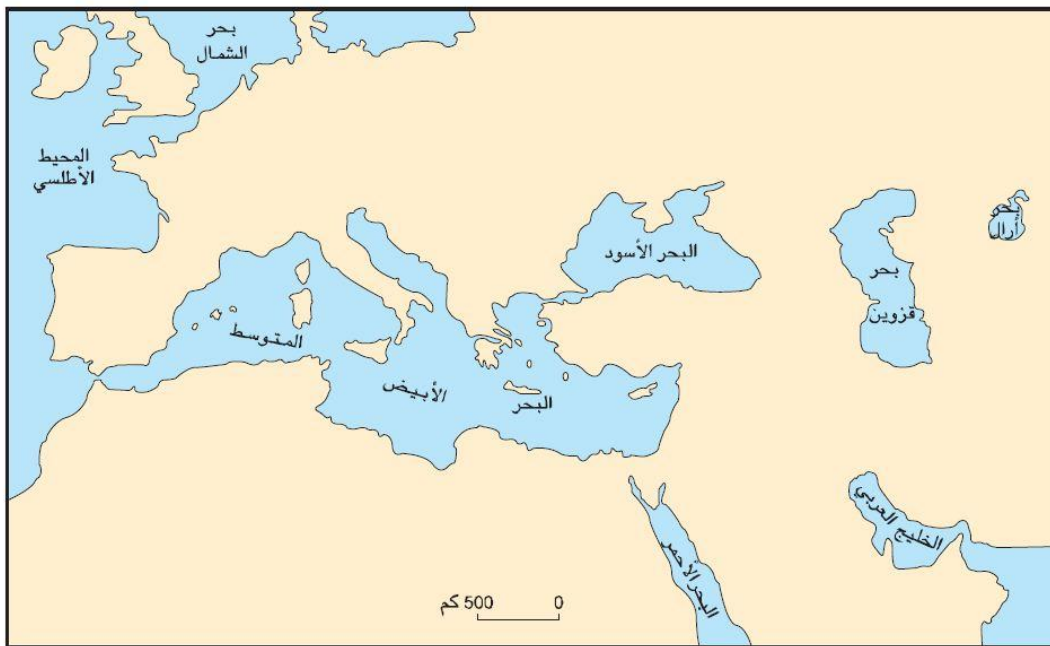 بحر
الشمال
المحيط
الأطلسي
البحر الأسود
بحر
قزوين
بحر
أرال
البحر
الأبيض
المتوسط
الخليج العربي
البحر الأحمر
0 500 كم